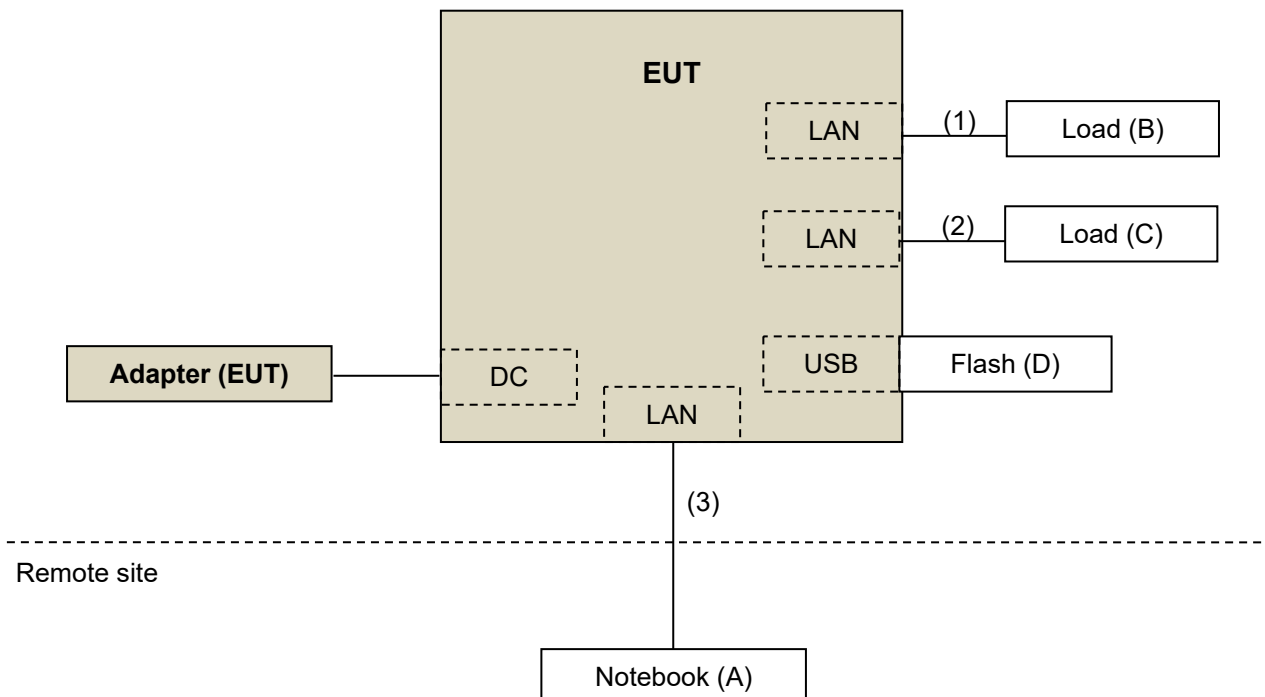 EUT
LAN
(1)
Load (B)
LAN
(2)
Load (C)
Adapter (EUT)
DC
USB
Flash (D)
LAN
(3)
Remote site
Notebook (A)